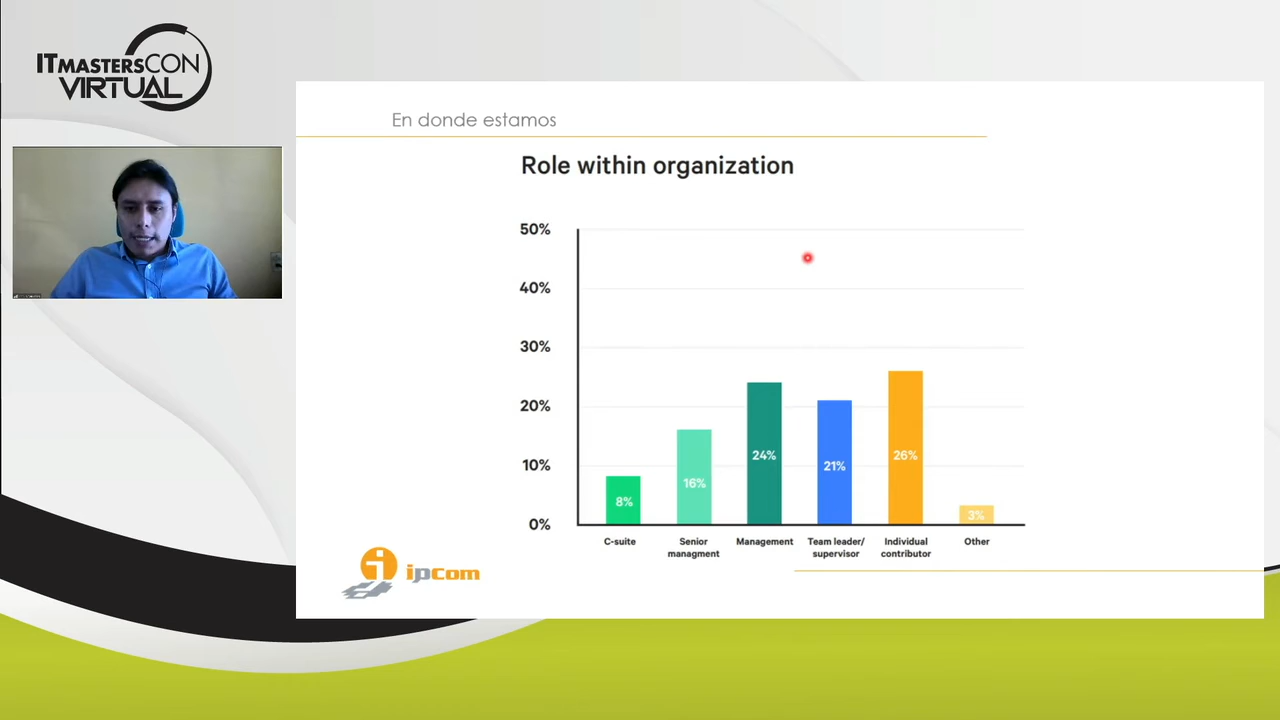 ITMASTERSCON
VIRTUAL
En donde estamos
Role within organization
50%
40%
30%
20%
10%
0%
8%
16%
24%
21%
26%
3%
C-suite
Senior
managment
Management
Team leader/
supervisor
Individual
contributor
Other
ipcom